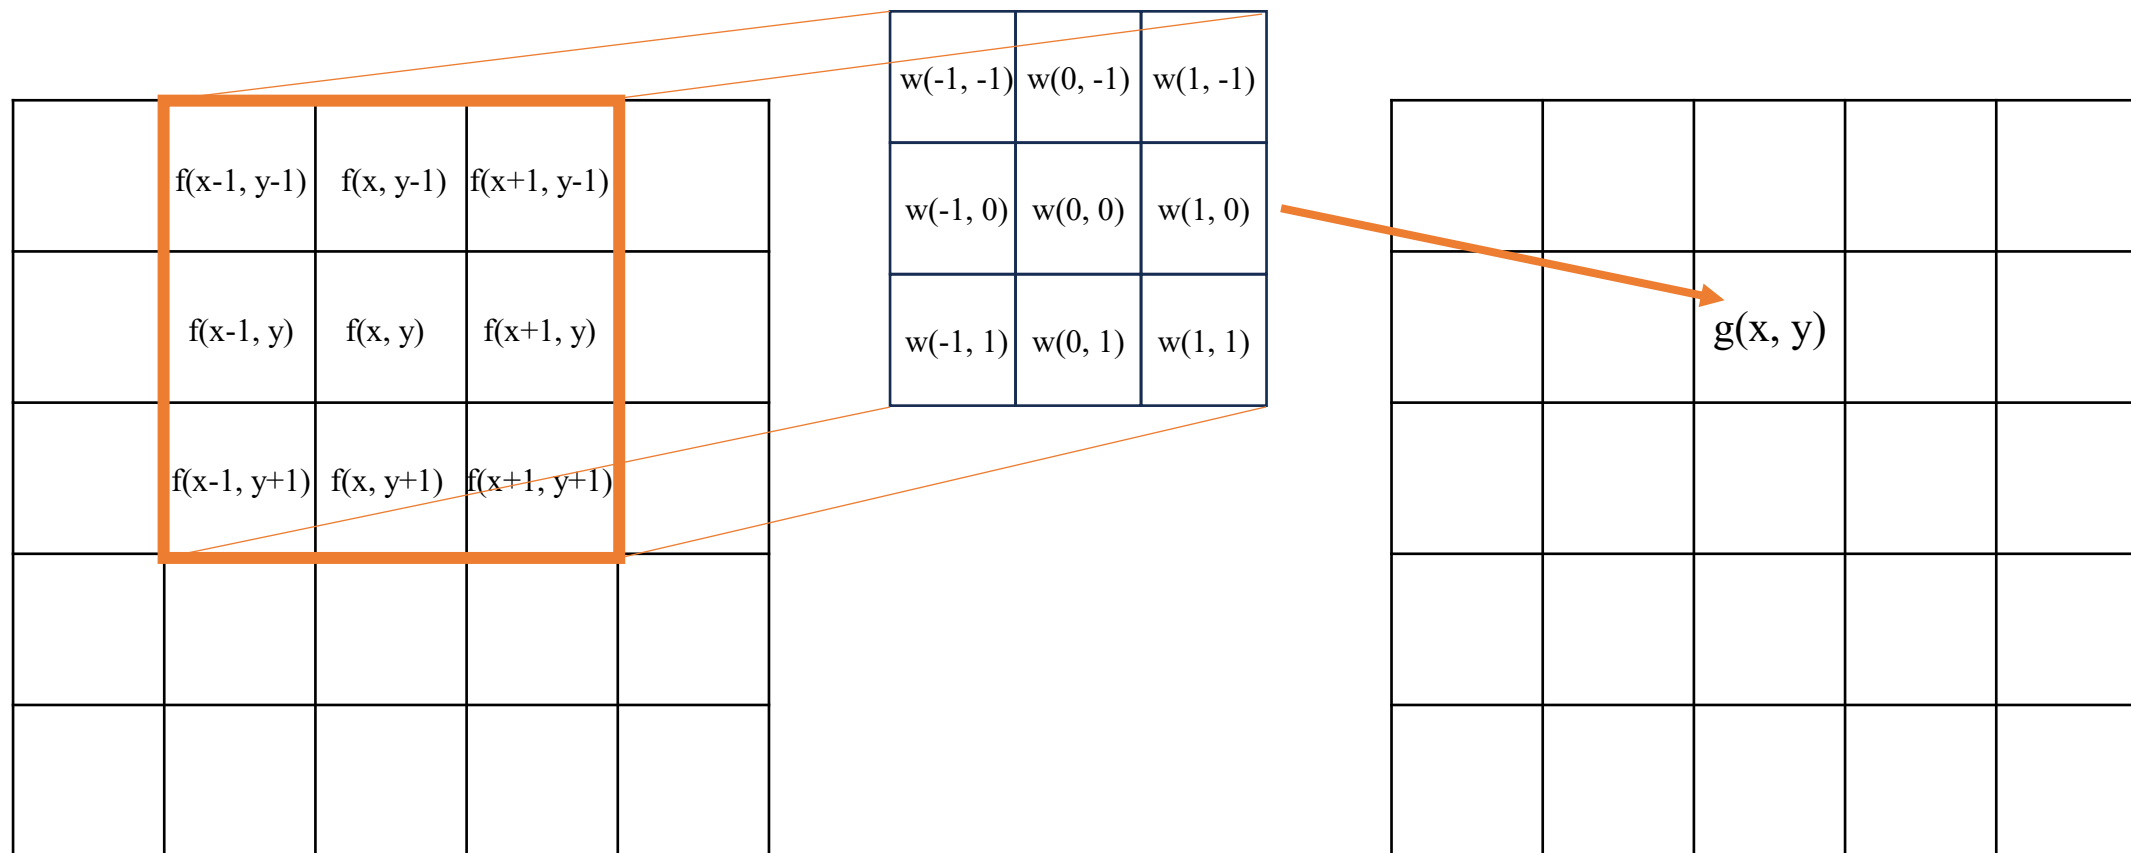 w(-1, -1) w(0, -1) w(1, -1)
w(-1, 0) w(0, 0) w(1, 0)
w(-1, 1) w(0, 1) w(1, 1)
f(x-1, y-1) f(x, y-1) f(x+1, y-1)
f(x-1, y) f(x, y) f(x+1, y)
f(x-1, y+1) f(x, y+1) f(x+1, y+1)
g(x, y)